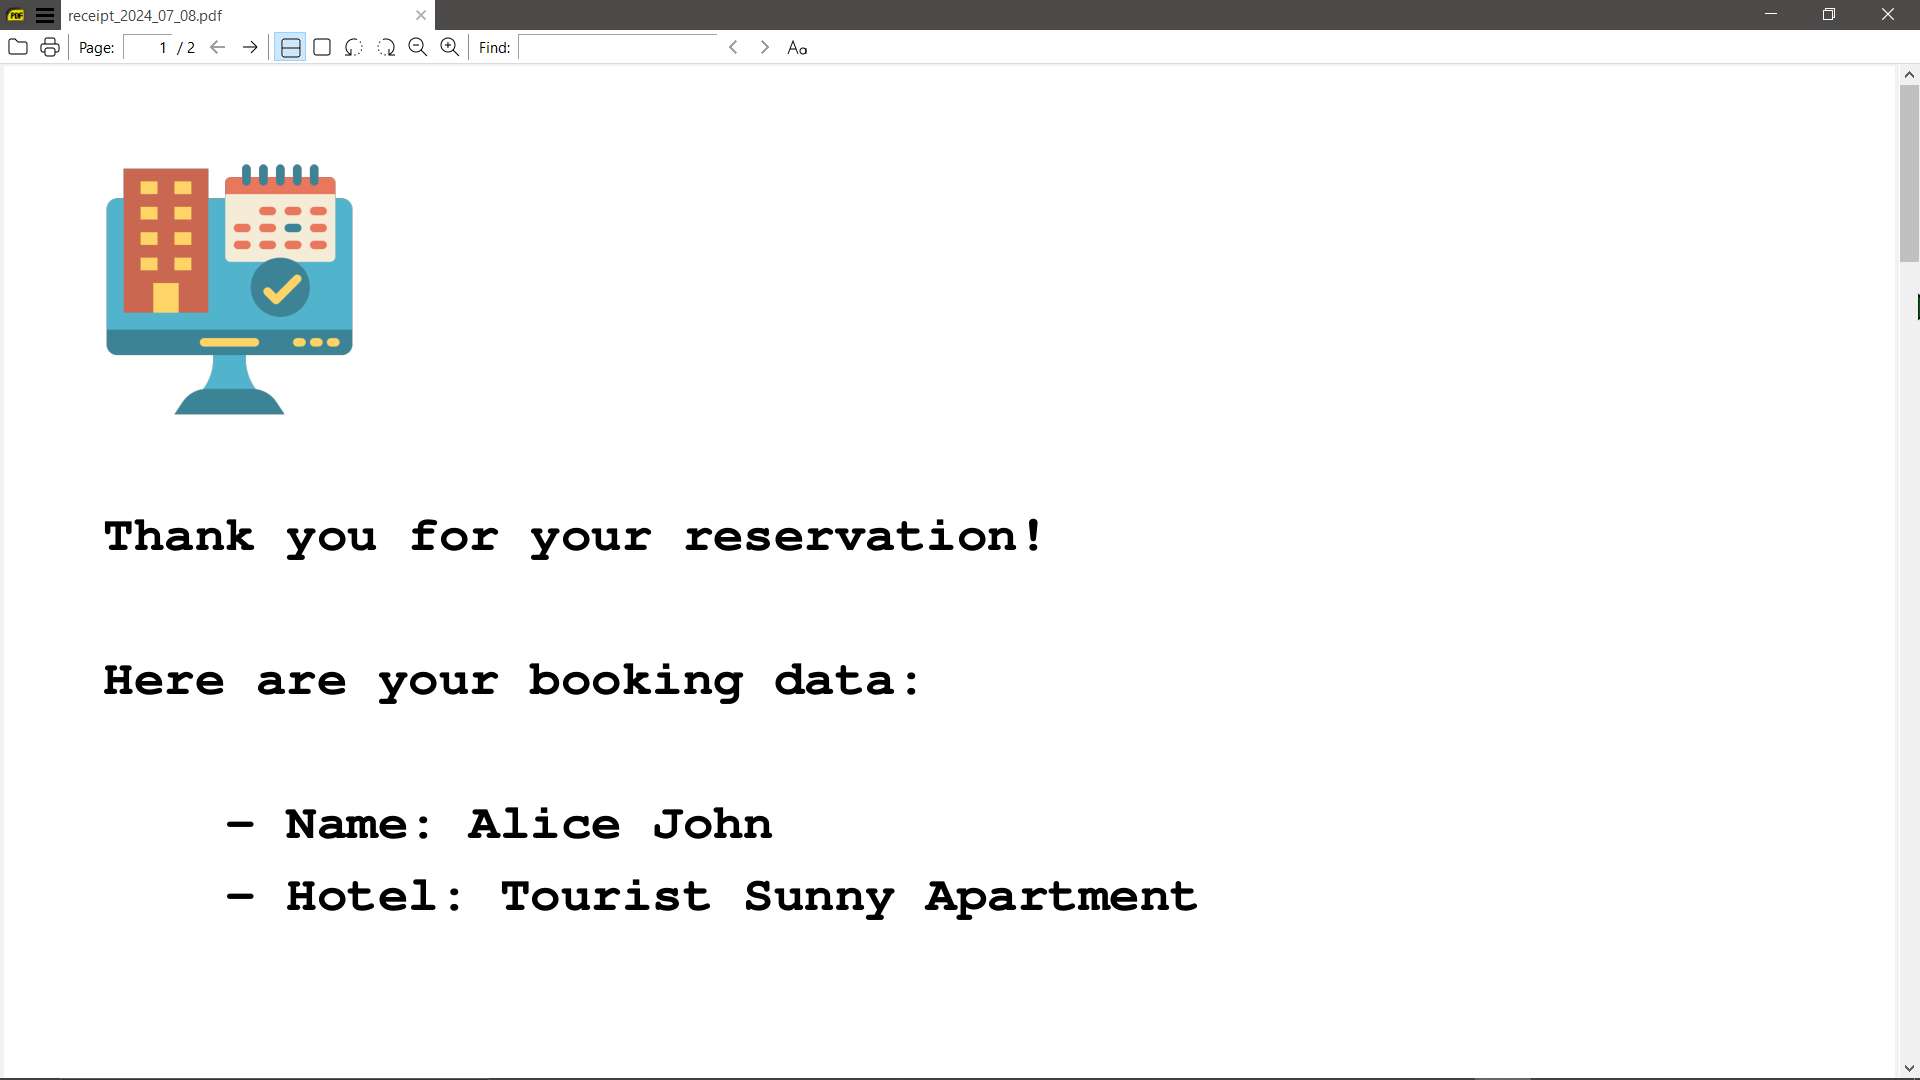 PDF
receipt_2024_07_08.pdf
Page: 1 / 2 Find: Aa
Thank you for your reservation!
Here are your booking data:
– Name: Alice John
– Hotel: Tourist Sunny Apartment